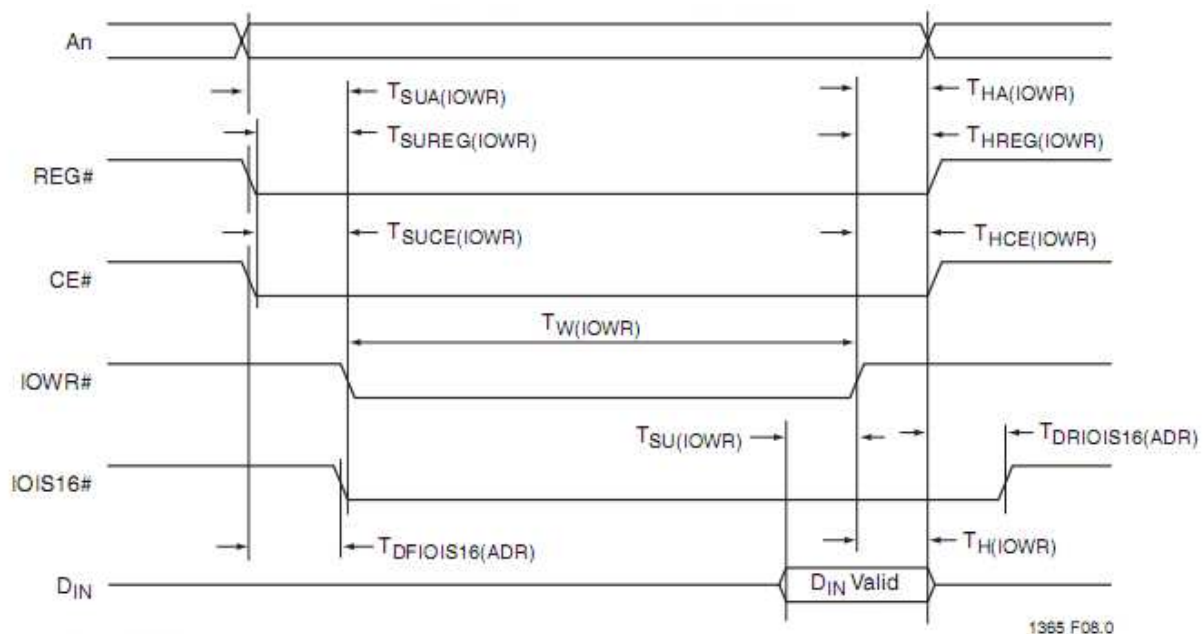 An
TSUA(IOWR) THA(IOWR)
TSUREG(IOWR) THREG(IOWR)
REG#
TSUCE(IOWR) THCE(IOWR)
CE#
TW(IOWR)
IOWR#
TSU(IOWR) TDRIOIS16(ADR)
IOIS16#
TDFIOIS16(ADR) TH(IOWR)
DIN DIN Valid
1365 F08.0